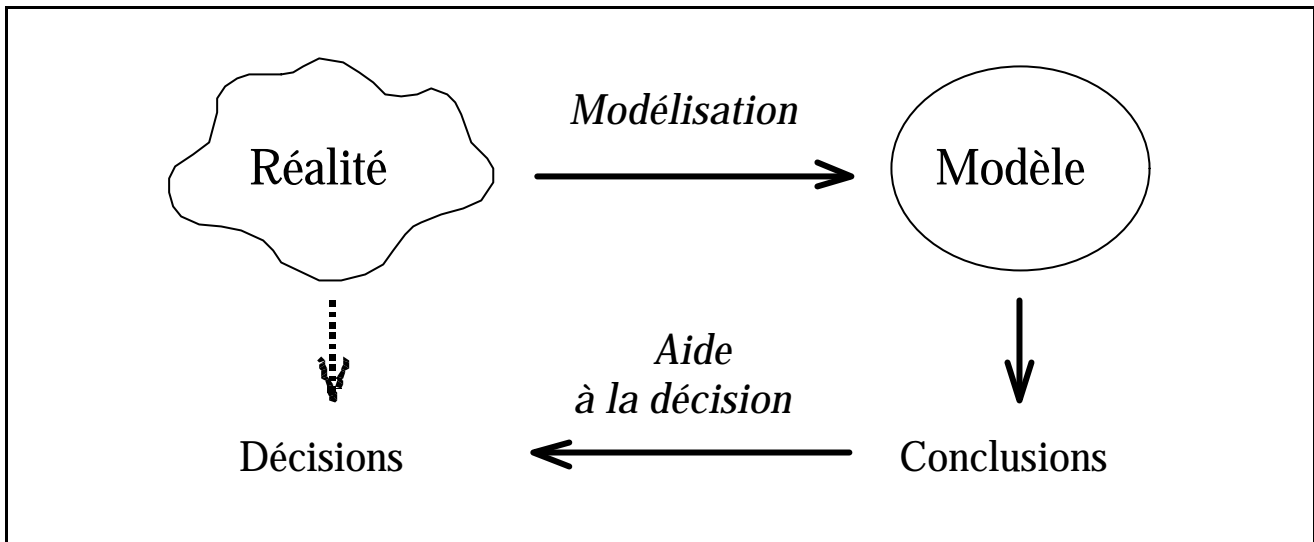 Modélisation
Réalité
Modèle
Aide
à la décision
Décisions
Conclusions